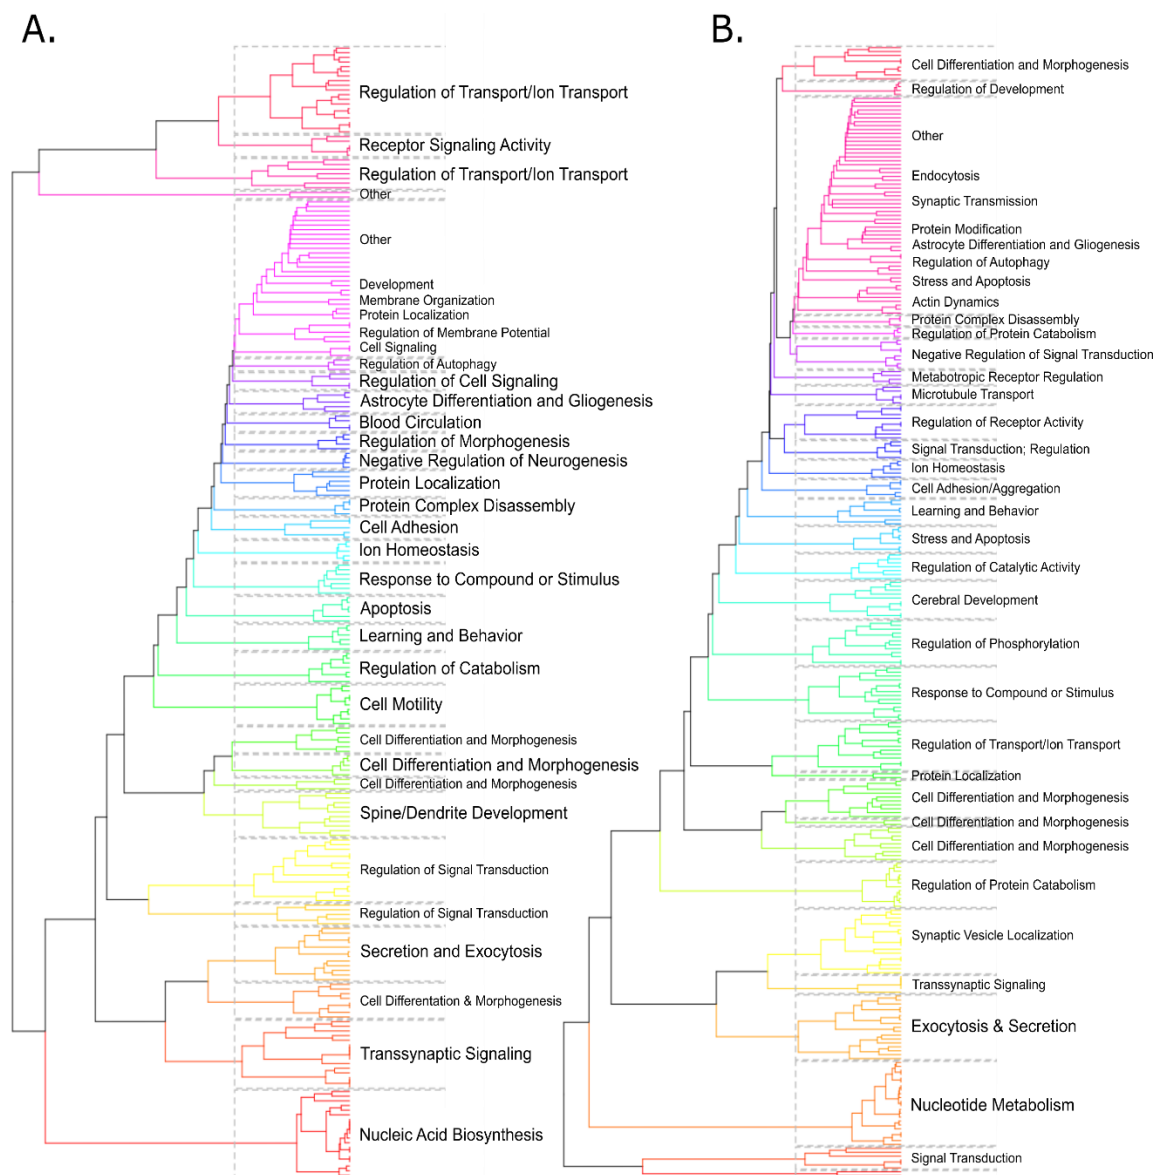 A.
Regulation of Transport/Ion Transport
Receptor Signaling Activity
Regulation of Transport/Ion Transport
Other
Other
Development
Membrane Organization
Protein Localization
Regulation of Membrane Potential
Cell Signaling
Regulation of Autophagy
Regulation of Cell Signaling
Astrocyte Differentiation and Gliogenesis
Blood Circulation
Regulation of Morphogenesis
Negative Regulation of Neurogenesis
Protein Localization
Protein Complex Disassembly
Cell Adhesion
Ion Homeostasis
Response to Compound or Stimulus
Apoptosis
Learning and Behavior
Regulation of Catabolism
Cell Motility
Cell Differentiation and Morphogenesis
Cell Differentiation and Morphogenesis
Cell Differentiation and Morphogenesis
Spine/Dendrite Development
Regulation of Signal Transduction
Regulation of Signal Transduction
Secretion and Exocytosis
Cell Differentation & Morphogenesis
Transsynaptic Signaling
Nucleic Acid Biosynthesis
B.
Cell Differentiation and Morphogenesis
Regulation of Development
Other
Endocytosis
Synaptic Transmission
Protein Modification
Astrocyte Differentiation and Gliogenesis
Regulation of Autophagy
Stress and Apoptosis
Actin Dynamics
Protein Complex Disassembly
Regulation of Protein Catabolism
Negative Regulation of Signal Transduction
Metabotropic Receptor Regulation
Microtubule Transport
Regulation of Receptor Activity
Signal Transduction; Regulation
Ion Homeostasis
Cell Adhesion/Aggregation
Learning and Behavior
Stress and Apoptosis
Regulation of Catalytic Activity
Cerebral Development
Regulation of Phosphorylation
Response to Compound or Stimulus
Regulation of Transport/Ion Transport
Protein Localization
Cell Differentiation and Morphogenesis
Cell Differentiation and Morphogenesis
Cell Differentiation and Morphogenesis
Regulation of Protein Catabolism
Synaptic Vesicle Localization
Transsynaptic Signaling
Exocytosis & Secretion
Nucleotide Metabolism
Signal Transduction